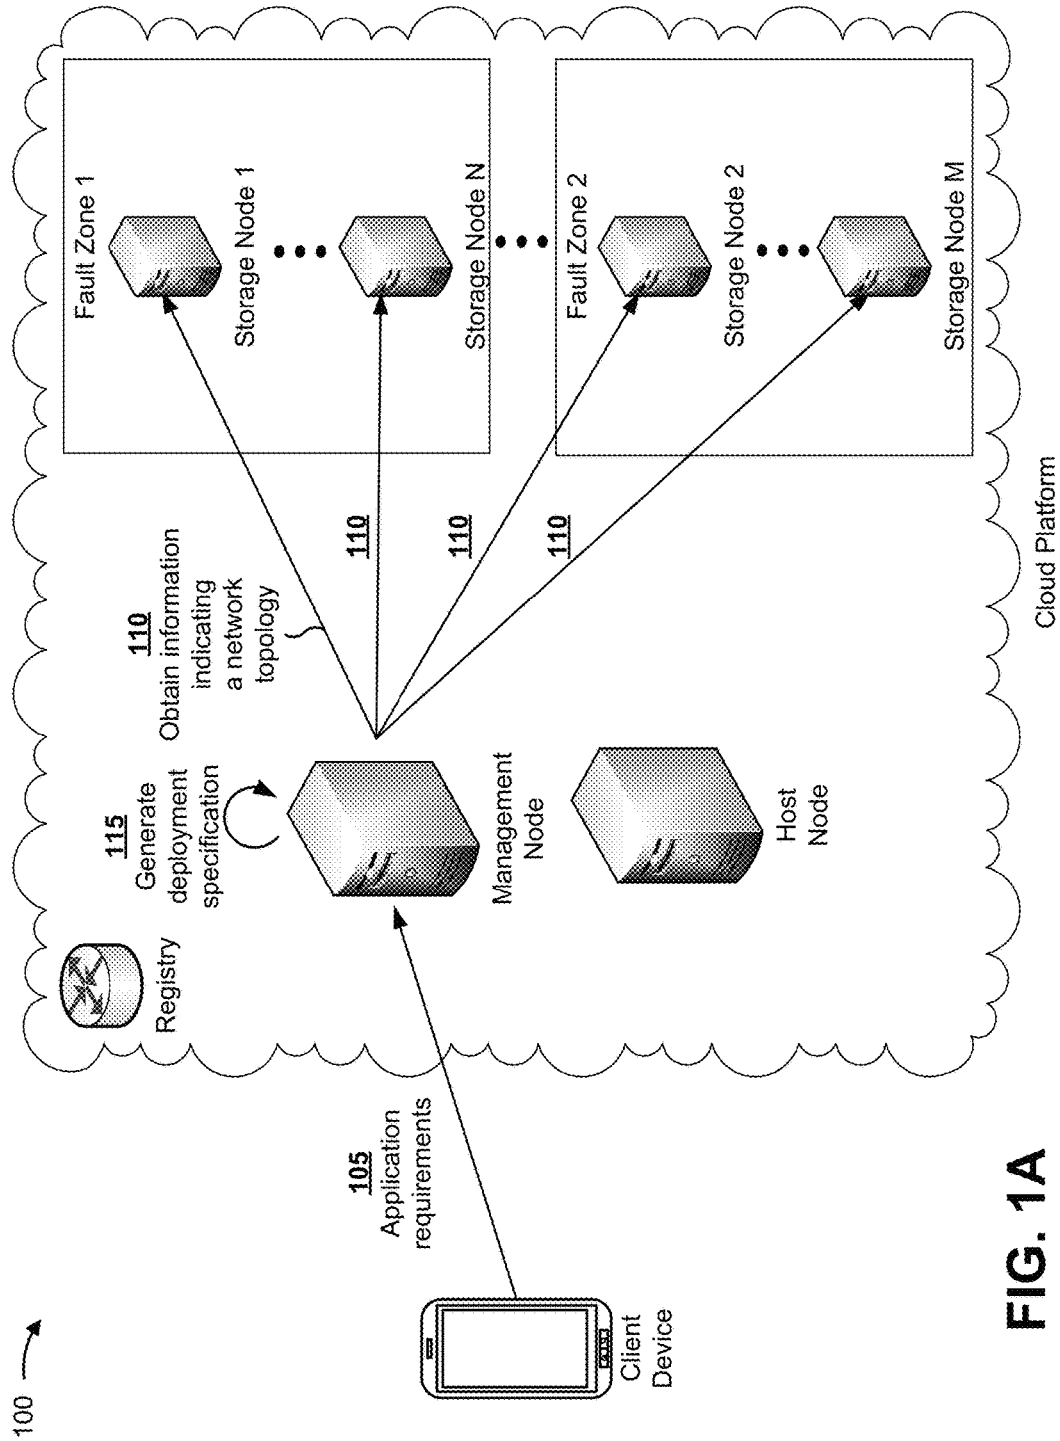 100
Client
Device
105
Application
requirements
Registry
115
Generate
deployment
specification
Management
Node
Host
Node
110
Obtain information
indicating
a network
topology
110
110
110
Fault Zone 1
Storage Node 1
Storage Node N
Fault Zone 2
Storage Node 2
Storage Node M
Cloud Platform
FIG. 1A